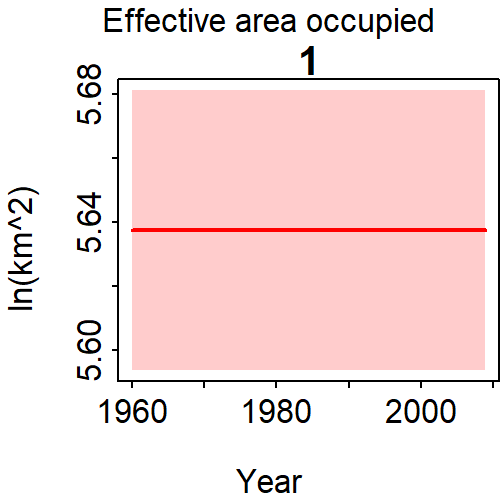 Effective area occupied
1
ln(km^2)
5.68
5.64
5.60
1960 1980 2000
Year